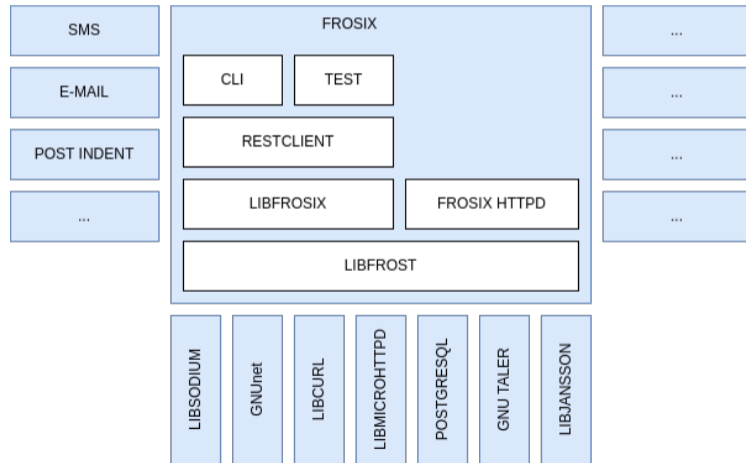 SMS
E-MAIL
POST INDENT
...
FROSIX
CLI
TEST
RESTCLIENT
LIBFROSIX
FROSIX HTTPD
LIBFROST
...
...
...
...
LIBSODIUM
GNUnet
LIBCURL
LIBMICROHTTPD
POSTGRESQL
GNU TALER
LIBJANSSON